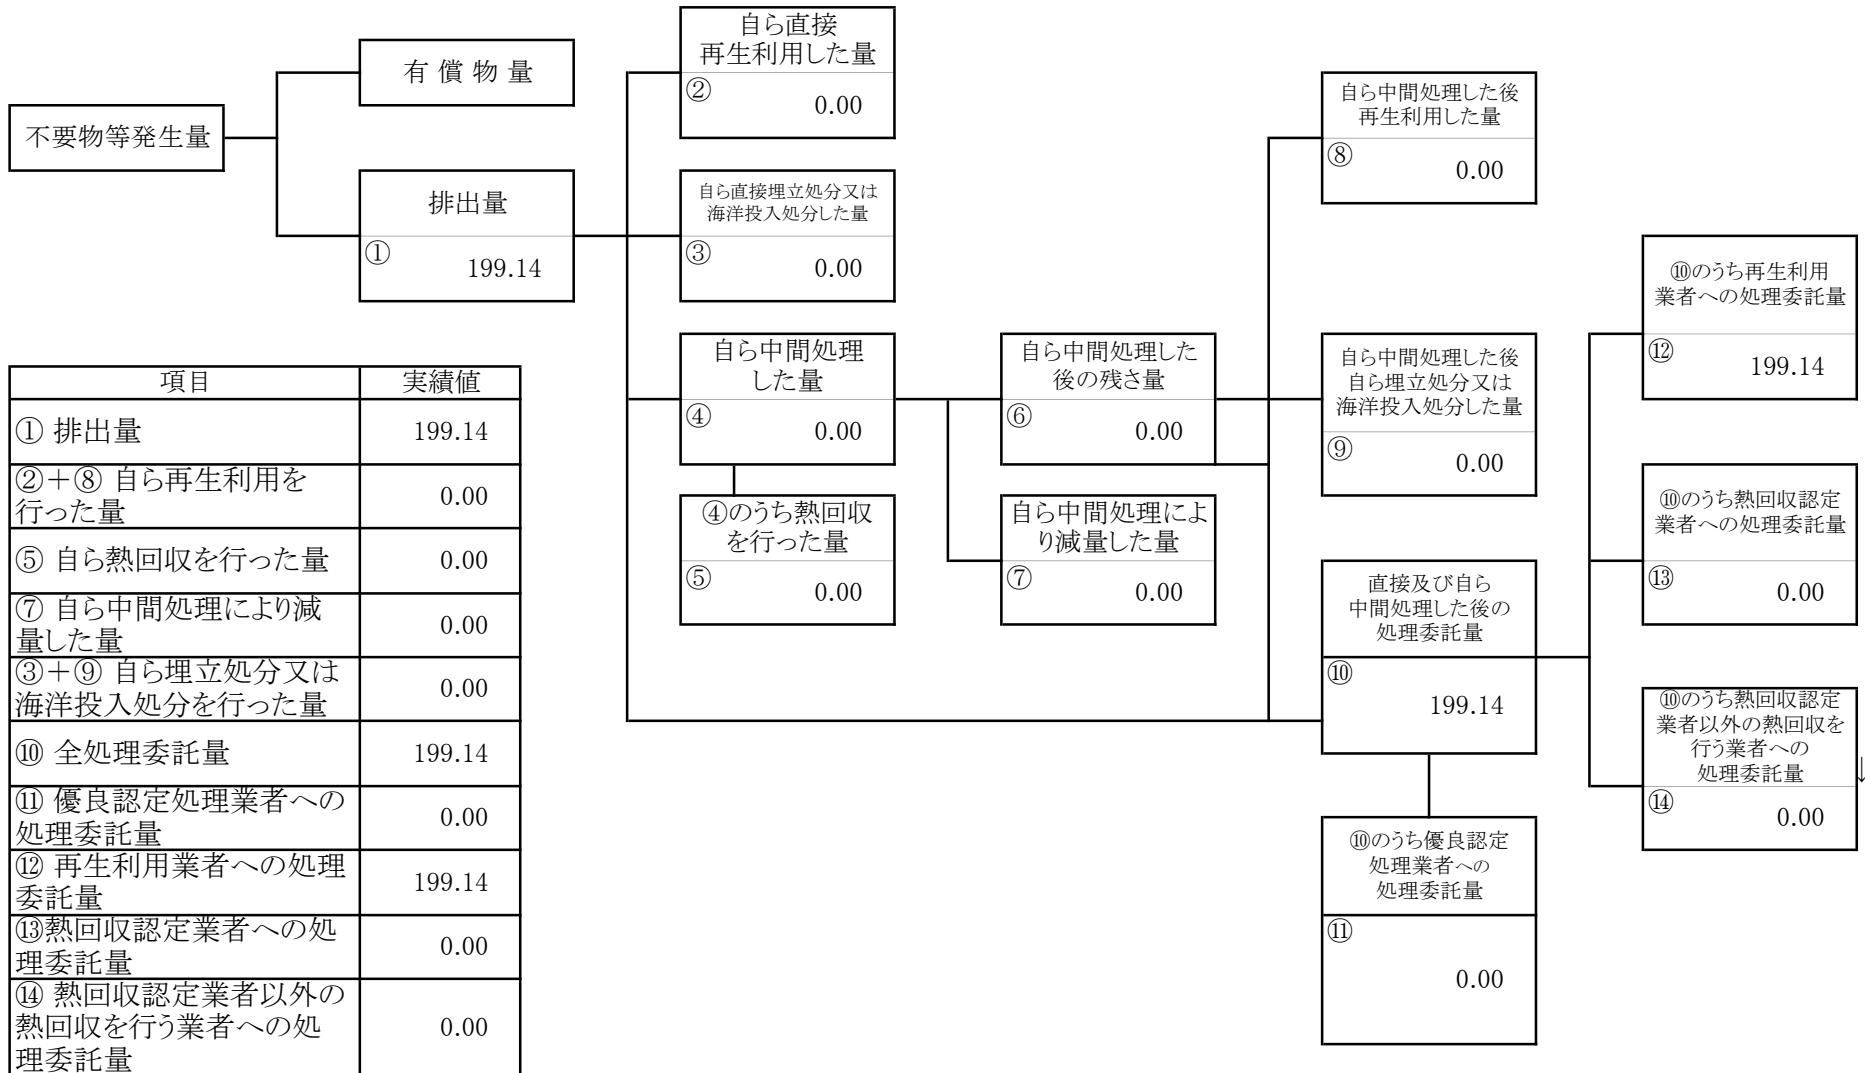 不要物等発生量
有 償 物 量
排出量
①
199.14
自ら直接
再生利用した量
②
0.00
自ら直接埋立処分又は
海洋投入処分した量
③
0.00
自ら中間処理
した量
④
0.00
④のうち熱回収
を行った量
⑤
0.00
自ら中間処理した
後の残さ量
⑥
0.00
自ら中間処理によ
り減量した量
⑦
0.00
自ら中間処理した後
再生利用した量
⑧
0.00
自ら中間処理した後
自ら埋立処分又は
海洋投入処分した量
⑨
0.00
直接及び自ら
中間処理した後の
処理委託量
⑩
199.14
⑩のうち優良認定
処理業者への
処理委託量
⑪
0.00
⑩のうち再生利用
業者への処理委託量
⑫
199.14
⑩のうち熱回収認定
業者への処理委託量
⑬
0.00
⑩のうち熱回収認定
業者以外の熱回収を
行う業者への
処理委託量
↓
⑭
0.00
項目 実績値
① 排出量 199.14
②+⑧ 自ら再生利用を
行った量 0.00
⑤ 自ら熱回収を行った量 0.00
⑦ 自ら中間処理により減
量した量 0.00
③+⑨ 自ら埋立処分又は
海洋投入処分を行った量 0.00
⑩ 全処理委託量 199.14
⑪ 優良認定処理業者への
処理委託量 0.00
⑫ 再生利用業者への処理
委託量 199.14
⑬熱回収認定業者への処
理委託量 0.00
⑭ 熱回収認定業者以外の
熱回収を行う業者への処
理委託量 0.00